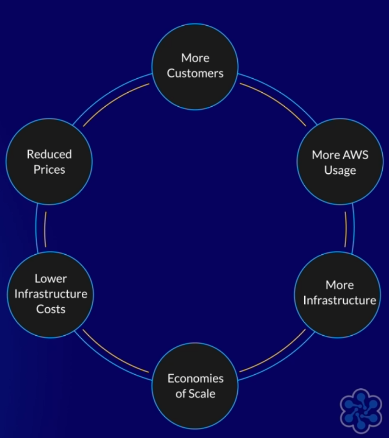 More
Customers
More AWS
Usage
More
Infrastructure
Economies
of Scale
Lower
Infrastructure
Costs
Reduced
Prices